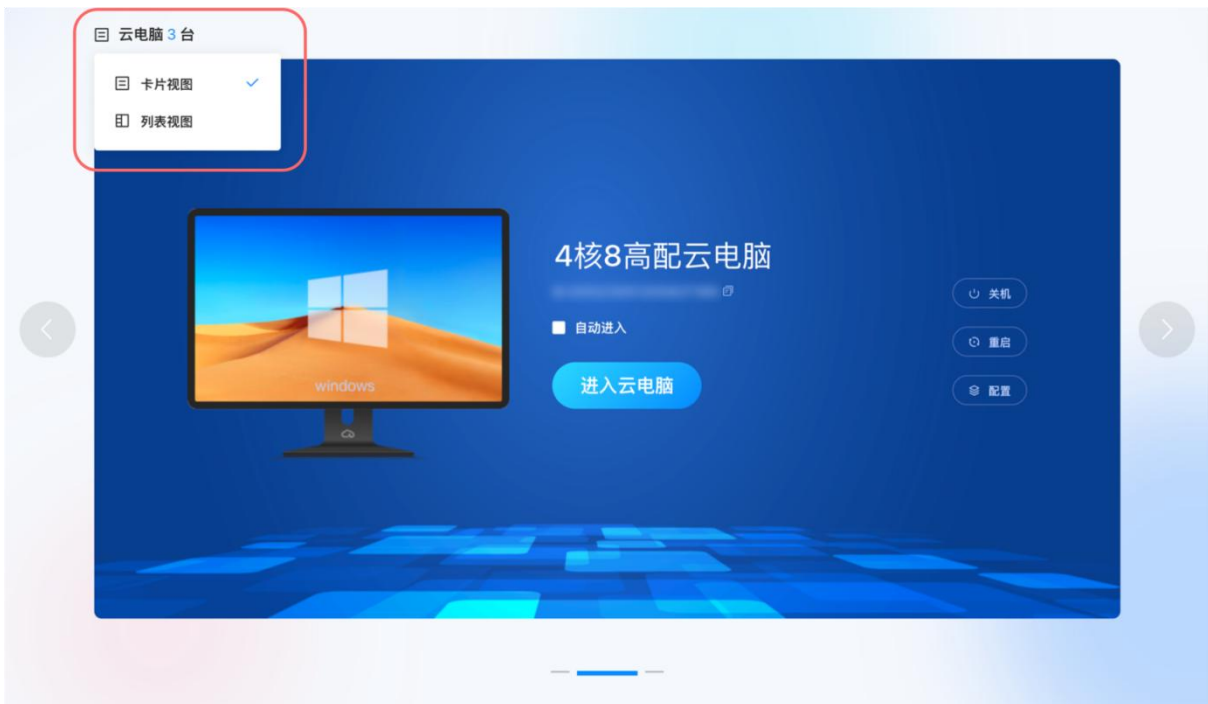 云电脑 3 台
卡片视图
列表视图
4核8高配云电脑
自动进入
进入云电脑
windows
关机
重启
配置